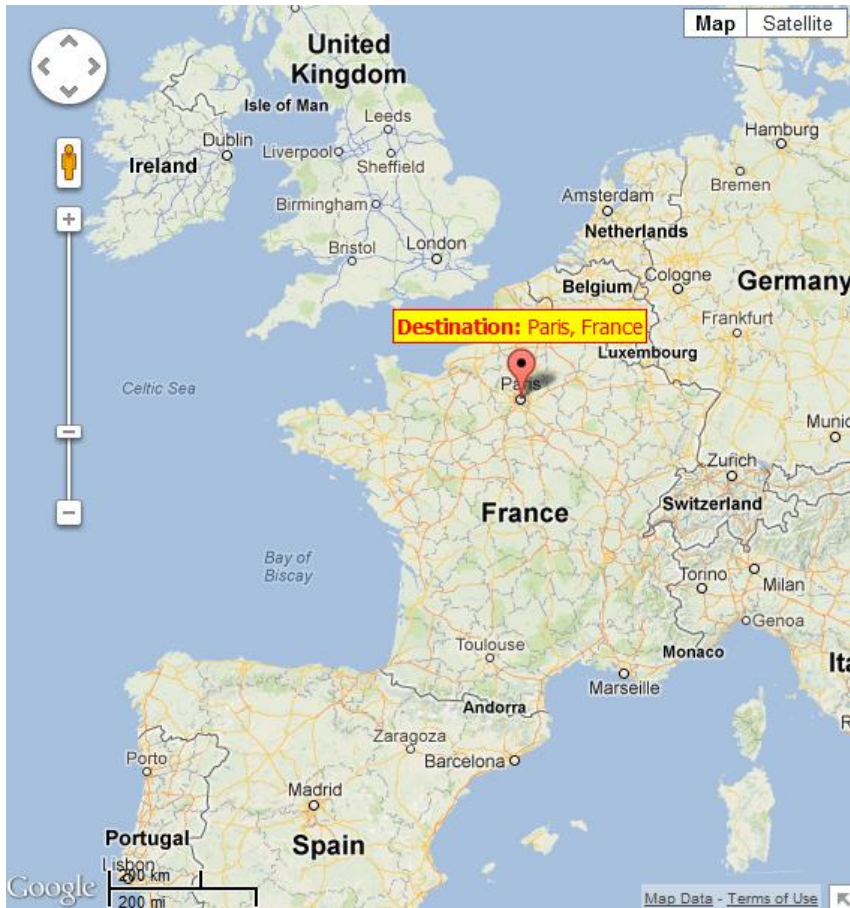 Map Satellite
United
Kingdom
Isle of Man
Leeds
Hamburg
Dublin
Liverpool
Ireland
Sheffield
Bremen
Amsterdam
Birmingham
Netherlands
Bristol
London
Cologne
Belgium
Germany
Frankfurt
Destination: Paris, France
Luxembourg
Celtic Sea
Paris
Munic
Zurich
Switzerland
France
Bay of
Biscay
Torino
Milan
Genoa
Toulouse
Monaco
Ita
Marseille
Andorra
R
Zaragoza
Porto
Barcelona
Madrid
Portugal
Spain
Lisbon
200 km
Google
200 mi
Map Data - Terms of Use